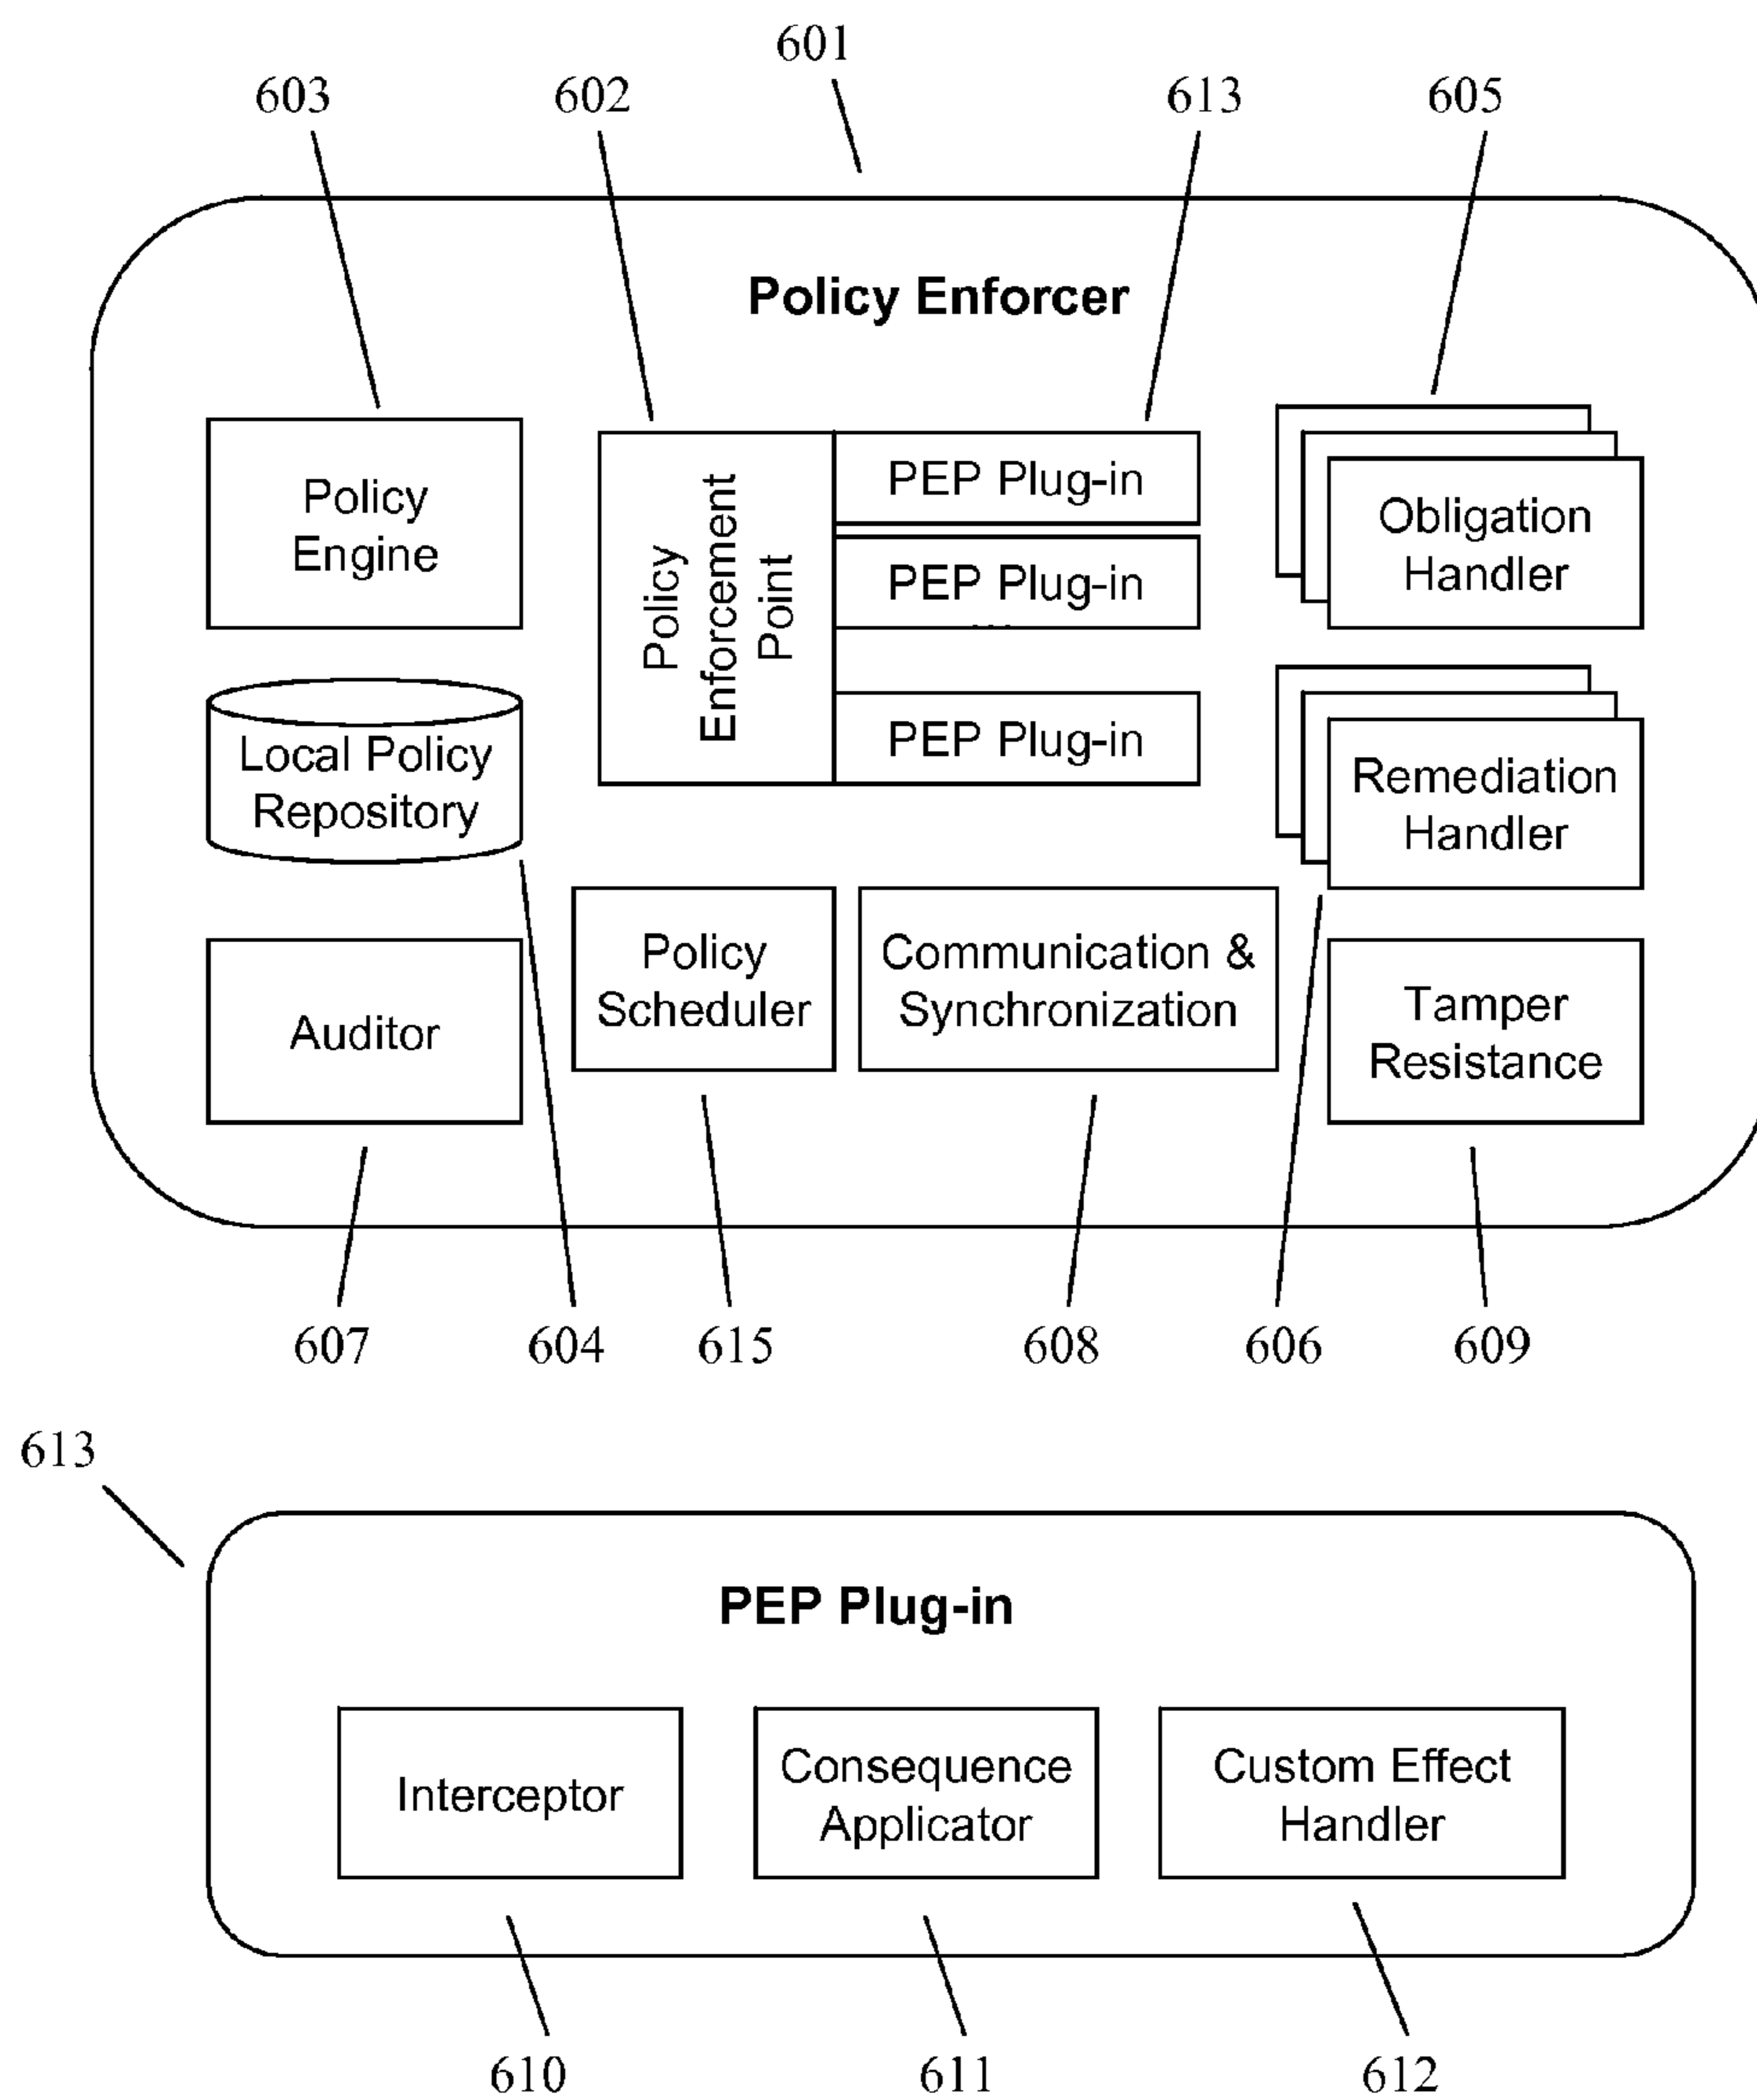 601
603
602
613
605
Policy Enforcer
Policy
Engine
Policy
Enforcement
Point
PEP Plug-in
PEP Plug-in
...
PEP Plug-in
Obligation
Handler
Local Policy
Repository
Remediation
Handler
Auditor
Policy
Scheduler
Communication &
Synchronization
Tamper
Resistance
607
604
615
608
606
609
613
PEP Plug-in
Interceptor
Consequence
Applicator
Custom Effect
Handler
610
611
612